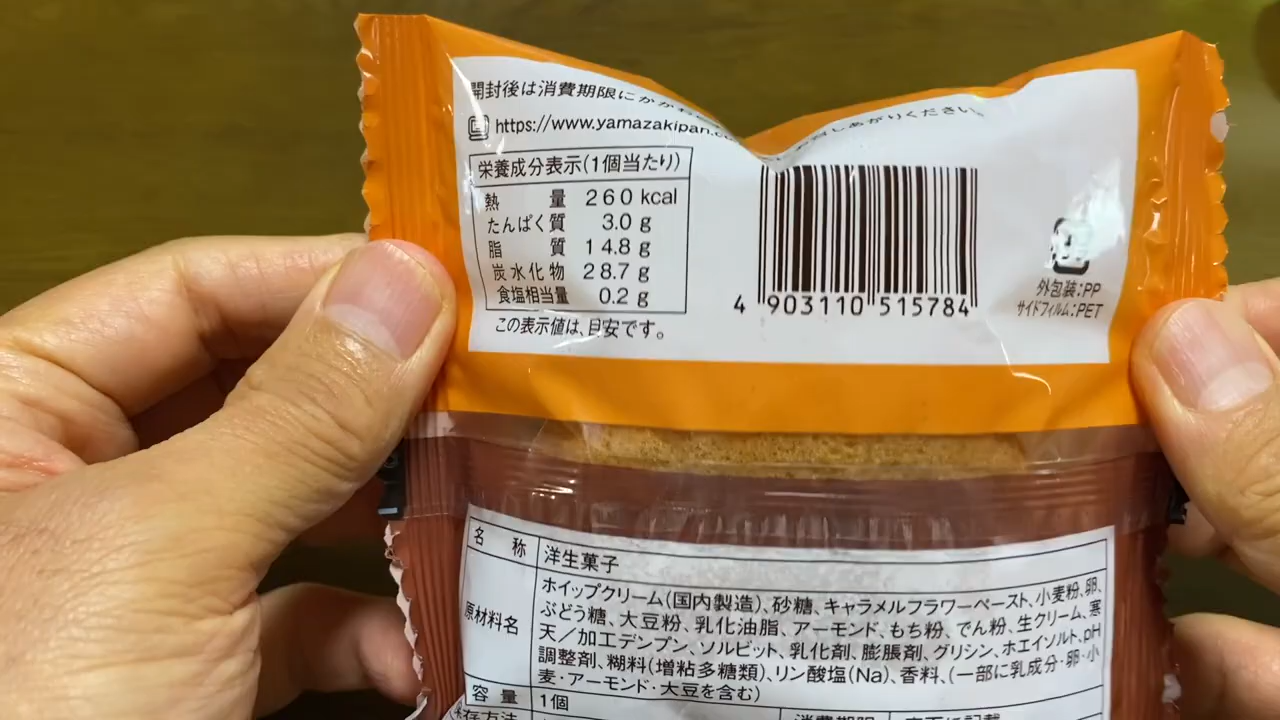 開封後は消費期限にかかわ
しあがりください。
https://www.yamazakipan.co
栄養成分表示(1個当たり)
熱量 260 kcal
たんぱく質 3.0 g
脂質 14.8 g
炭水化物 28.7 g
食塩相当量 0.2 g
この表示値は、目安です。
4 903110 515784
外包装:PP
サイドフィルム:PET
名称 洋生菓子
原材料名
ホイップクリーム(国内製造)、砂糖、キャラメルフラワーペースト、小麦粉、卵、
ぶどう糖、大豆粉、乳化油脂、アーモンド、もち粉、でん粉、生クリーム、寒
天/加工デンプン、ソルビット、乳化剤、膨脹剤、グリシン、ホエイソルト、pH
調整剤、糊料(増粘多糖類)、リン酸塩(Na)、香料、(一部に乳成分・卵・小
麦・アーモンド・大豆を含む)
容量 1個
保存方法
消費期限 表面に記載